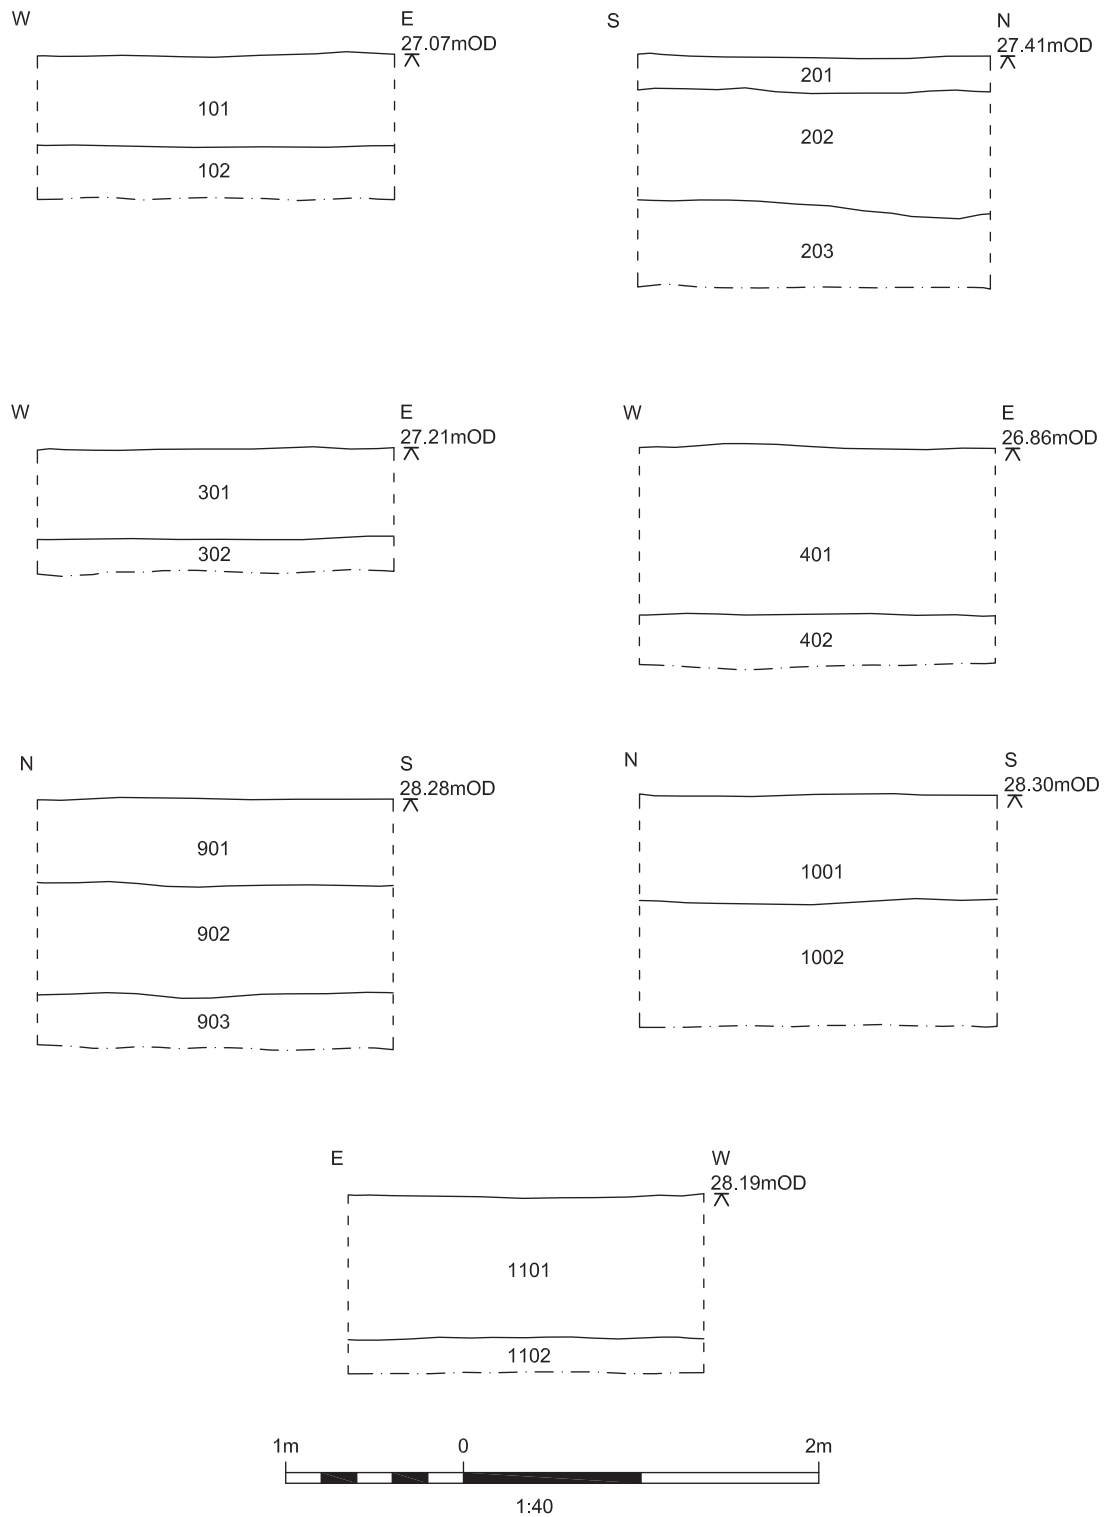 W
E
27.07mOD
101
102
S
N
27.41mOD
201
202
203
W
E
27.21mOD
301
302
W
E
26.86mOD
401
402
N
S
28.28mOD
901
902
903
N
S
28.30mOD
1001
1002
E
W
28.19mOD
1101
1102
1m 0 2m
1:40